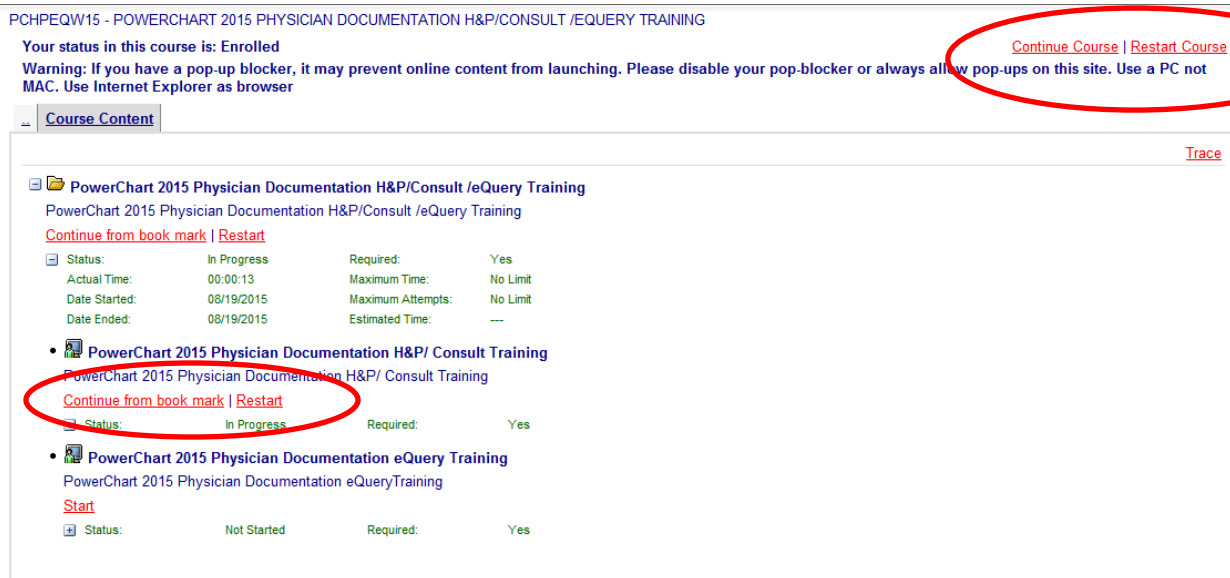 PCHPEQW15 - POWERCHART 2015 PHYSICIAN DOCUMENTATION H&P/CONSULT /EQUERY TRAINING
Your status in this course is: Enrolled
Continue Course | Restart Course
Warning: If you have a pop-up blocker, it may prevent online content from launching. Please disable your pop-blocker or always allow pop-ups on this site. Use a PC not
MAC. Use Internet Explorer as browser
.. Course Content
Trace
PowerChart 2015 Physician Documentation H&P/Consult /eQuery Training
PowerChart 2015 Physician Documentation H&P/Consult /eQuery Training
Continue from book mark | Restart
Status: In Progress Required: Yes
Actual Time: 00:00:13 Maximum Time: No Limit
Date Started: 08/19/2015 Maximum Attempts: No Limit
Date Ended: 08/19/2015 Estimated Time: ---
• PowerChart 2015 Physician Documentation H&P/ Consult Training
PowerChart 2015 Physician Documentation H&P/ Consult Training
Continue from book mark | Restart
Status: In Progress Required: Yes
• PowerChart 2015 Physician Documentation eQuery Training
PowerChart 2015 Physician Documentation eQueryTraining
Start
Status: Not Started Required: Yes